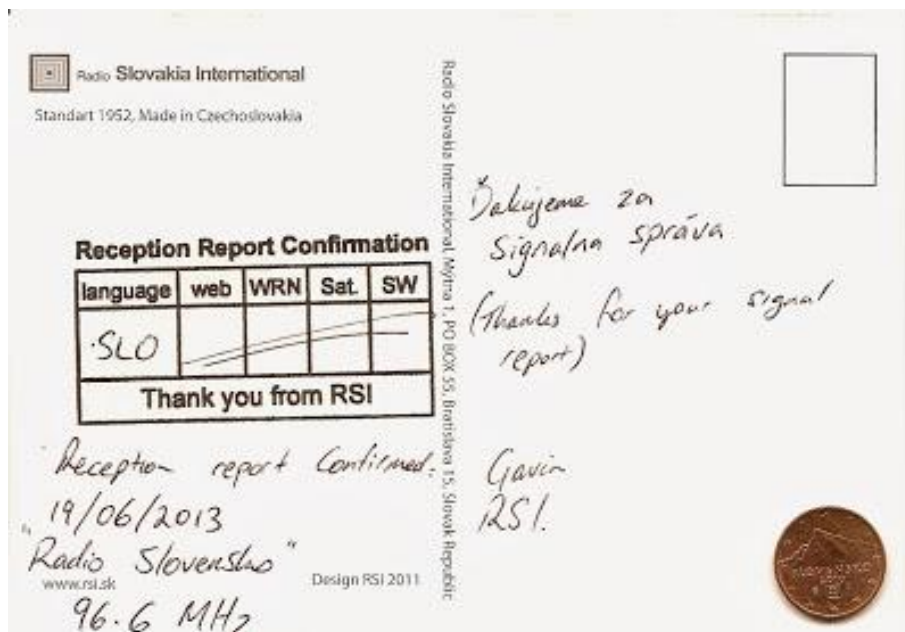 Radio Slovakia International
Standart 1952, Made in Czechoslovakia
Reception Report Confirmation
language web WRN Sat. SW
SLO
Thank you from RSI
Reception report Confirmed.
19/06/2013
"Radio Slovensko"
www.rsi.sk
Design RSI 2011
96.6 MHz
Radio Slovakia International, Mýtna 1, PO BOX 55, Bratislava 15, Slovak Republic
Ďakujeme za
Signalna správa
(Thanks for your signal
report)
Gavin
RSI.
SLOVENSKO